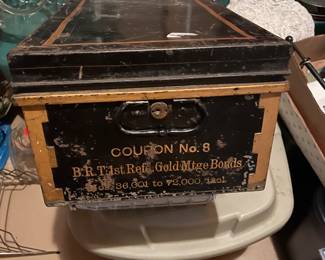 COUPON No. 8
B.R.T. 1st Ref. Gold Mtge Bonds
36,001 to 72,000 incl